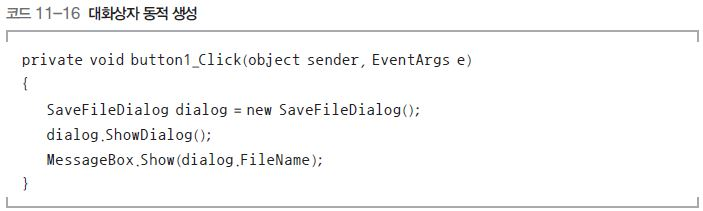 코드 11-16 대화상자 동적 생성
private void button1_Click(object sender, EventArgs e)
{
SaveFileDialog dialog = new SaveFileDialog();
dialog.ShowDialog();
MessageBox.Show(dialog.FileName);
}